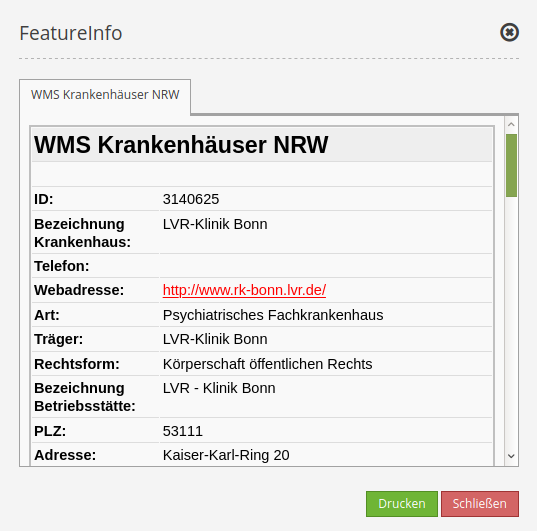 FeatureInfo
WMS Krankenhäuser NRW
WMS Krankenhäuser NRW
ID: 3140625
Bezeichnung LVR-Klinik Bonn
Krankenhaus:
Telefon:
Webadresse: http://www.rk-bonn.lvr.de/
Art: Psychiatrisches Fachkrankenhaus
Träger: LVR-Klinik Bonn
Rechtsform: Körperschaft öffentlichen Rechts
Bezeichnung LVR - Klinik Bonn
Betriebsstätte:
PLZ: 53111
Adresse: Kaiser-Karl-Ring 20
Drucken Schließen